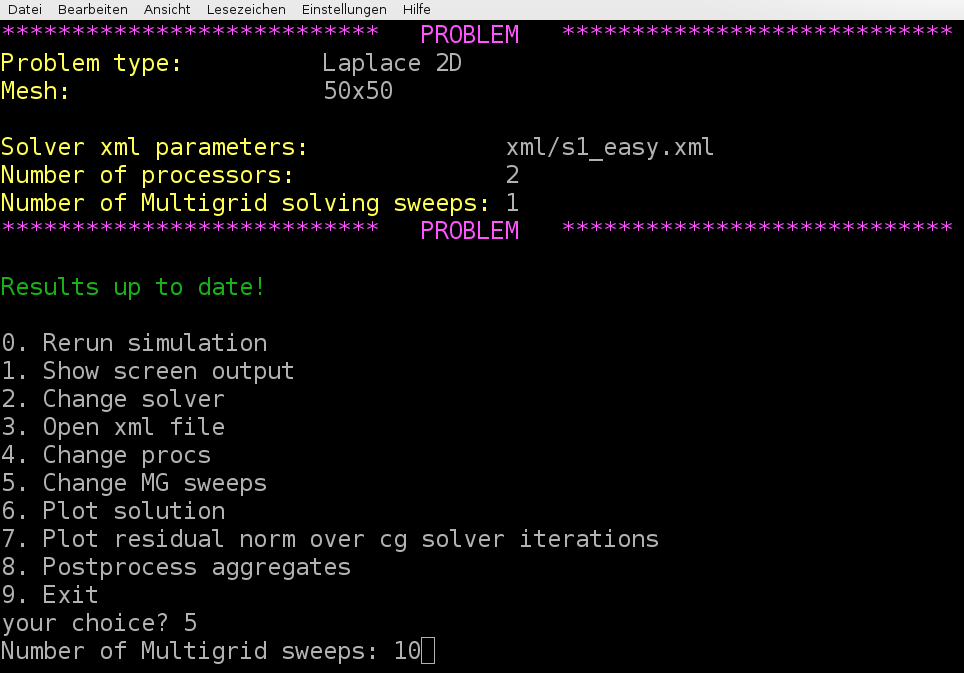 Datei Bearbeiten Ansicht Lesezeichen Einstellungen Hilfe
*************************** PROBLEM ****************************
Problem type: Laplace 2D
Mesh: 50x50
Solver xml parameters: xml/s1_easy.xml
Number of processors: 2
Number of Multigrid solving sweeps: 1
*************************** PROBLEM ****************************
Results up to date!
0. Rerun simulation
1. Show screen output
2. Change solver
3. Open xml file
4. Change procs
5. Change MG sweeps
6. Plot solution
7. Plot residual norm over cg solver iterations
8. Postprocess aggregates
9. Exit
your choice? 5
Number of Multigrid sweeps: 10